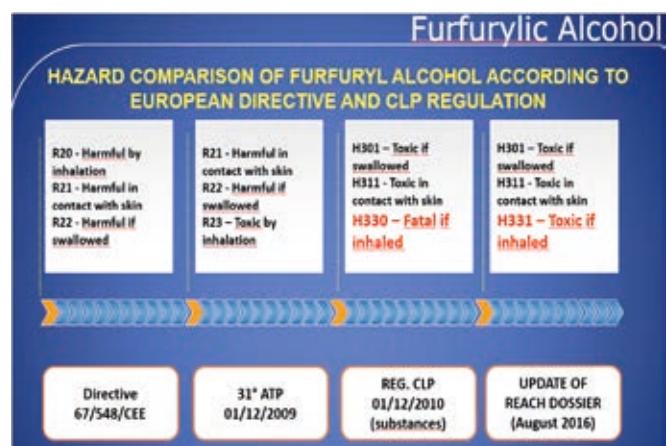 Furfurylic Alcohol
HAZARD COMPARISON OF FURFURYL ALCOHOL ACCORDING TO
EUROPEAN DIRECTIVE AND CLP REGULATION
R20 - Harmful by
inhalation
R21 - Harmful in
contact with skin
R22 - Harmful if
swallowed
R21 - Harmful in
contact with skin
R22 - Harmful if
swallowed
R23 – Toxic by
inhalation
H301 – Toxic if
swallowed
H311 - Toxic in
contact with skin
H330 – Fatal if
inhaled
H301 – Toxic if
swallowed
H311 - Toxic in
contact with skin
H331 – Toxic if
inhaled
Directive
67/548/CEE
31° ATP
01/12/2009
REG. CLP
01/12/2010
(substances)
UPDATE OF
REACH DOSSIER
(August 2016)